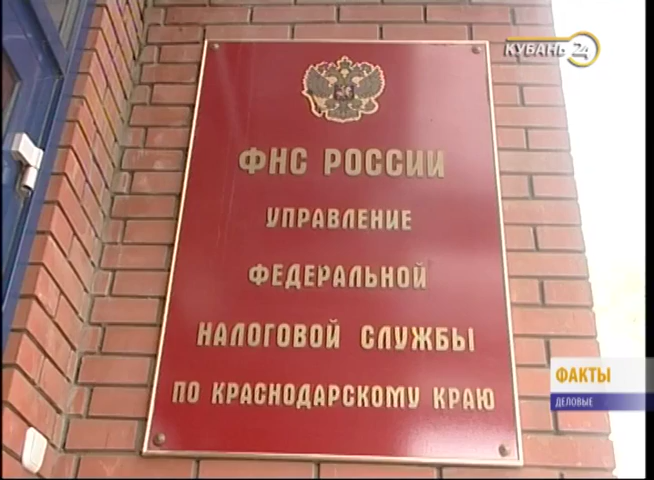 КУБАНЬ 24
ФНС РОССИИ
УПРАВЛЕНИЕ
ФЕДЕРАЛЬНОЙ
НАЛОГОВОЙ СЛУЖБЫ
ПО КРАСНОДАРСКОМУ КРАЮ
ФАКТЫ
ДЕЛОВЫЕ